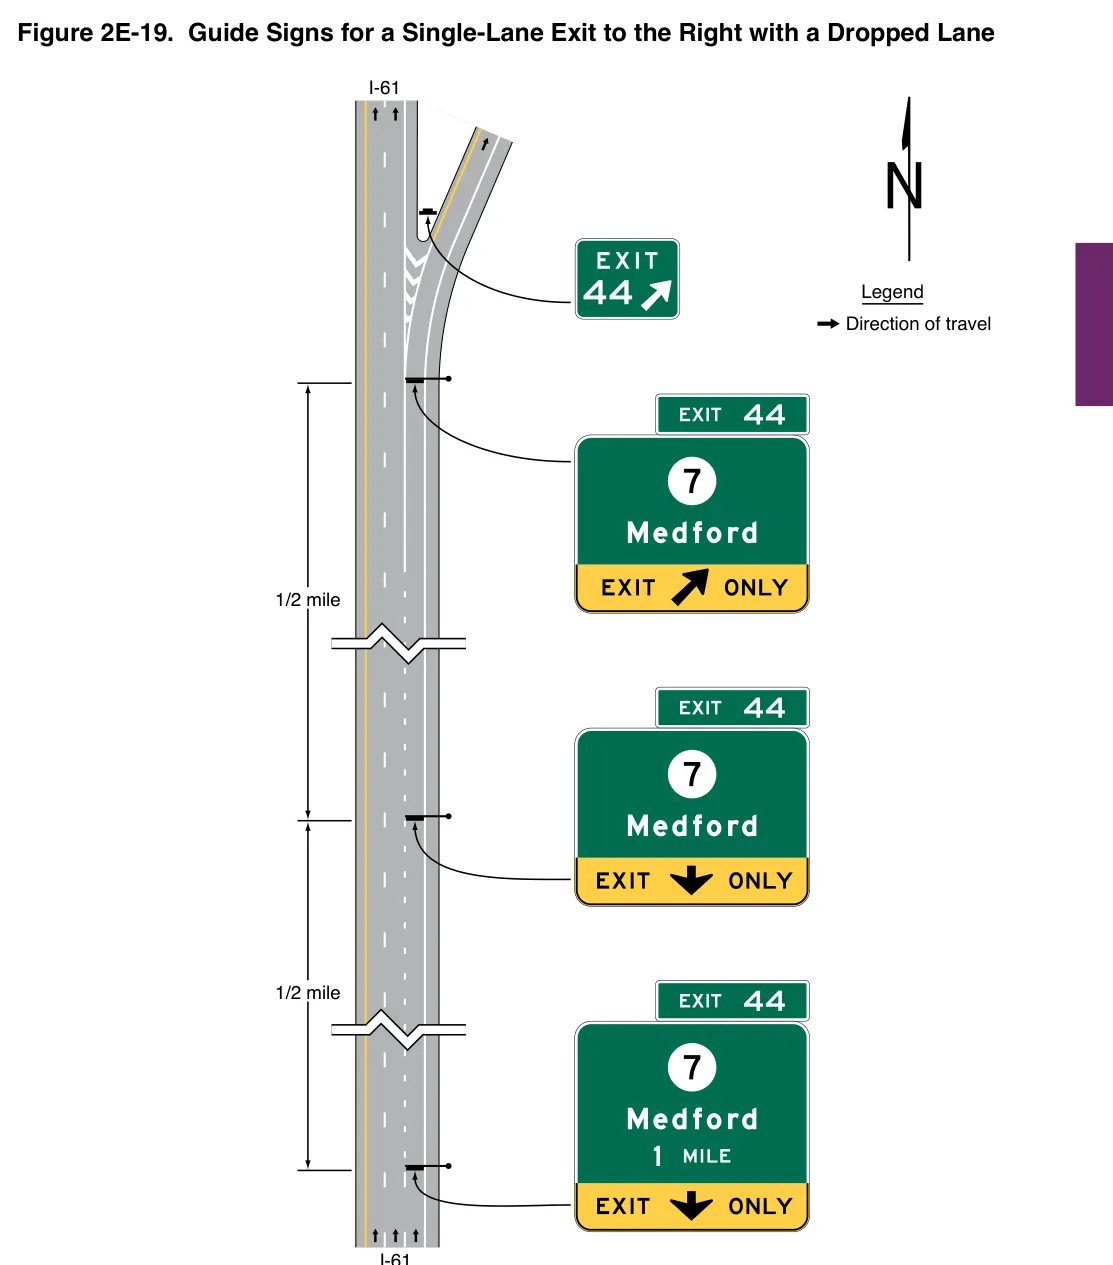 Figure 2E-19. Guide Signs for a Single-Lane Exit to the Right with a Dropped Lane
I-61
N
EXIT
44
Legend
Direction of travel
EXIT 44
7
Medford
EXIT ONLY
1/2 mile
EXIT 44
7
Medford
EXIT ONLY
1/2 mile
EXIT 44
7
Medford
1 MILE
EXIT ONLY
I-61